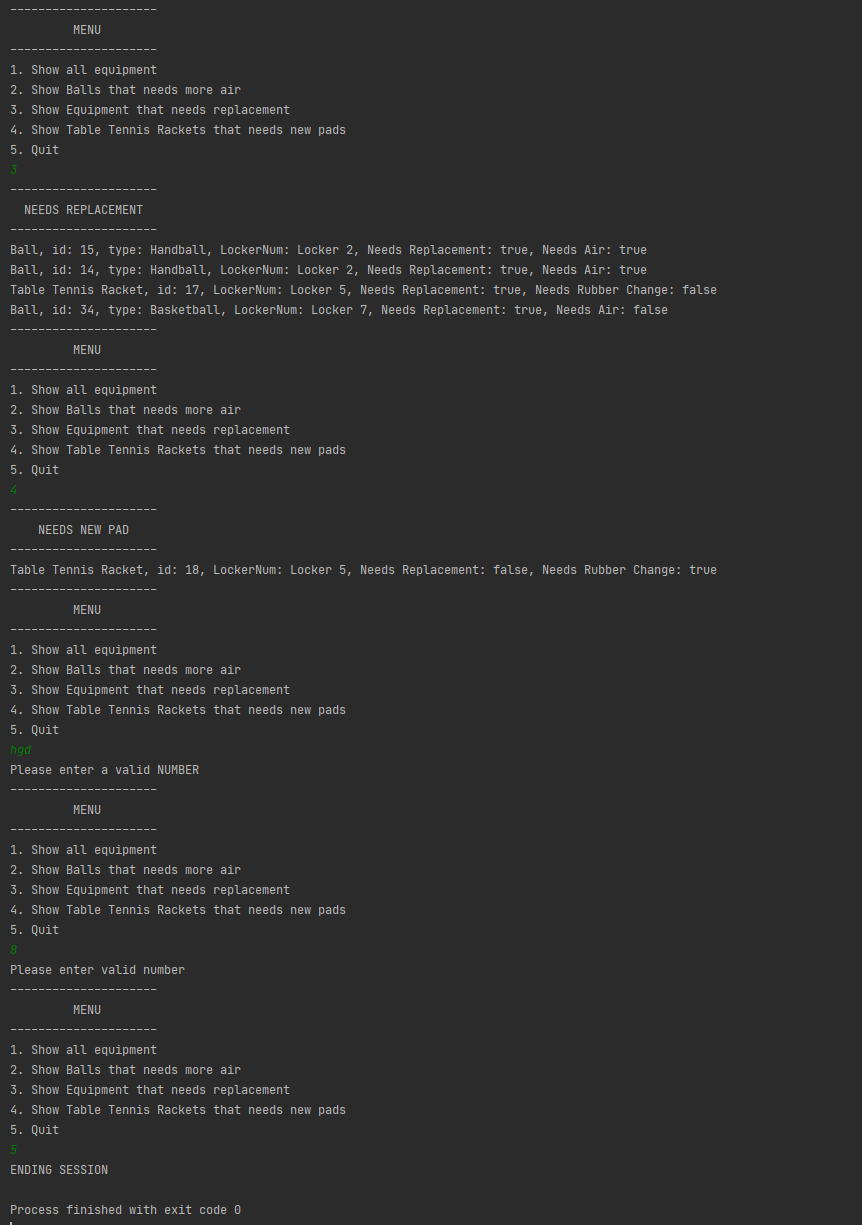 ---------------------
MENU
---------------------
1. Show all equipment
2. Show Balls that needs more air
3. Show Equipment that needs replacement
4. Show Table Tennis Rackets that needs new pads
5. Quit
3
---------------------
NEEDS REPLACEMENT
---------------------
Ball, id: 15, type: Handball, LockerNum: Locker 2, Needs Replacement: true, Needs Air: true
Ball, id: 14, type: Handball, LockerNum: Locker 2, Needs Replacement: true, Needs Air: true
Table Tennis Racket, id: 17, LockerNum: Locker 5, Needs Replacement: true, Needs Rubber Change: false
Ball, id: 34, type: Basketball, LockerNum: Locker 7, Needs Replacement: true, Needs Air: false
---------------------
MENU
---------------------
1. Show all equipment
2. Show Balls that needs more air
3. Show Equipment that needs replacement
4. Show Table Tennis Rackets that needs new pads
5. Quit
4
---------------------
NEEDS NEW PAD
---------------------
Table Tennis Racket, id: 18, LockerNum: Locker 5, Needs Replacement: false, Needs Rubber Change: true
---------------------
MENU
---------------------
1. Show all equipment
2. Show Balls that needs more air
3. Show Equipment that needs replacement
4. Show Table Tennis Rackets that needs new pads
5. Quit
hgd
Please enter a valid NUMBER
---------------------
MENU
---------------------
1. Show all equipment
2. Show Balls that needs more air
3. Show Equipment that needs replacement
4. Show Table Tennis Rackets that needs new pads
5. Quit
8
Please enter valid number
---------------------
MENU
---------------------
1. Show all equipment
2. Show Balls that needs more air
3. Show Equipment that needs replacement
4. Show Table Tennis Rackets that needs new pads
5. Quit
5
ENDING SESSION
Process finished with exit code 0